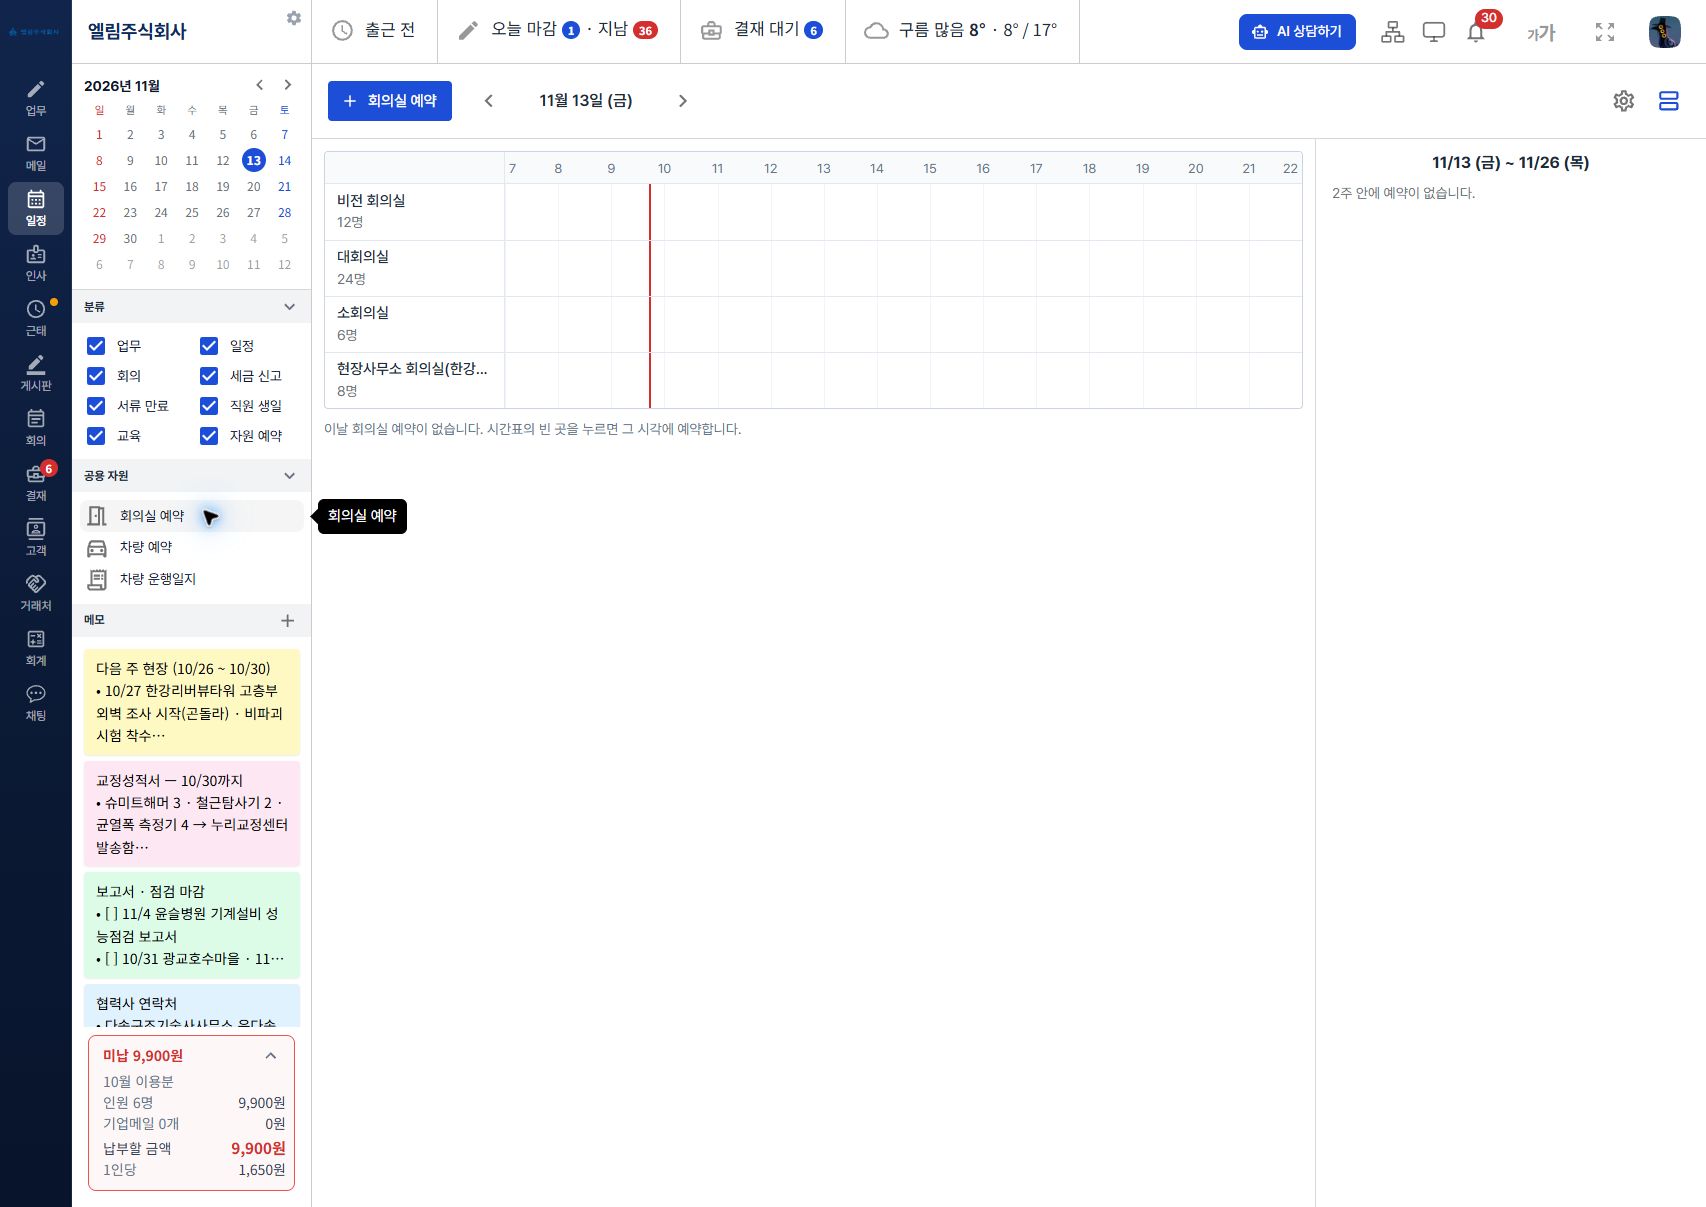 엘림주식회사
엘림주식회사
출근 전
오늘 마감 1 · 지남 36
결재 대기 6
구름 많음 8° · 8° / 17°
AI 상담하기
30
가가
업무
메일
일정
인사
근태
게시판
회의
6
결재
고객
거래처
회계
채팅
2026년 11월
일 월 화 수 목 금 토
1 2 3 4 5 6 7
8 9 10 11 12 13 14
15 16 17 18 19 20 21
22 23 24 25 26 27 28
29 30 1 2 3 4 5
6 7 8 9 10 11 12
분류
업무 일정
회의 세금 신고
서류 만료 직원 생일
교육 자원 예약
공용 자원
회의실 예약
회의실 예약
차량 예약
차량 운행일지
메모
다음 주 현장 (10/26 ~ 10/30)
• 10/27 한강리버뷰타워 고층부
외벽 조사 시작(곤돌라) · 비파괴
시험 착수…
교정성적서 — 10/30까지
• 슈미트해머 3 · 철근탐사기 2 ·
균열폭 측정기 4 → 누리교정센터
발송함…
보고서 · 점검 마감
• [ ] 11/4 윤슬병원 기계설비 성
능점검 보고서
• [ ] 10/31 광교호수마을 · 11…
협력사 연락처
미납 9,900원
10월 이용분
인원 6명 9,900원
기업메일 0개 0원
납부할 금액 9,900원
1인당 1,650원
+ 회의실 예약
11월 13일 (금)
7 8 9 10 11 12 13 14 15 16 17 18 19 20 21 22
비전 회의실
12명
대회의실
24명
소회의실
6명
현장사무소 회의실(한강...
8명
이날 회의실 예약이 없습니다. 시간표의 빈 곳을 누르면 그 시각에 예약합니다.
11/13 (금) ~ 11/26 (목)
2주 안에 예약이 없습니다.